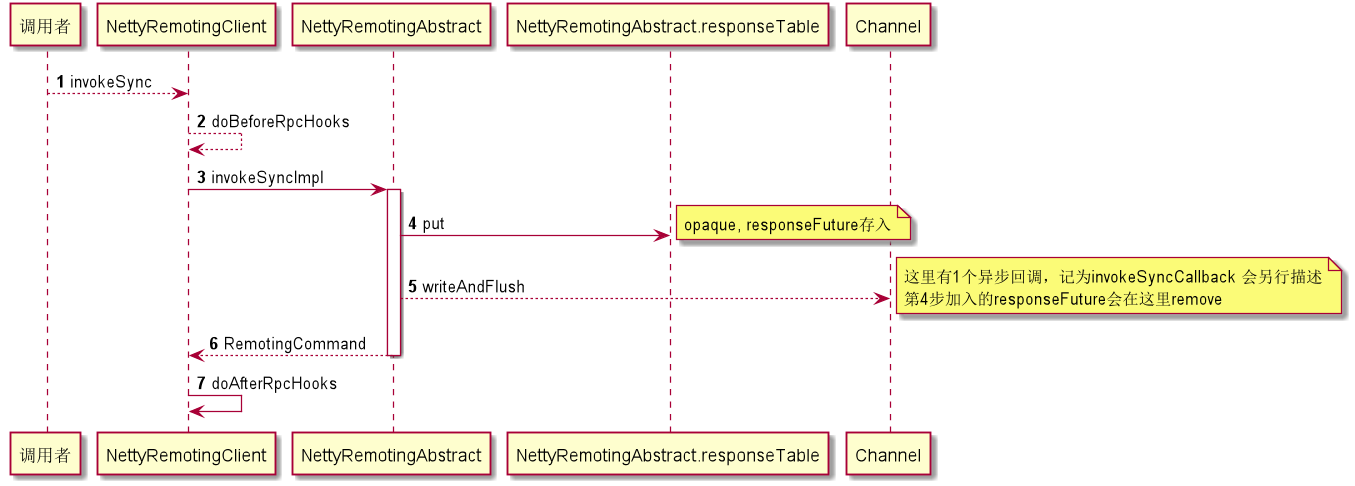 调用者
NettyRemotingClient
NettyRemotingAbstract
NettyRemotingAbstract.responseTable
Channel
1 invokeSync
2 doBeforeRpcHooks
3 invokeSyncImpl
4 put
opaque, responseFuture存入
5 writeAndFlush
这里有1个异步回调，记为invokeSyncCallback 会另行描述
第4步加入的responseFuture会在这里remove
6 RemotingCommand
7 doAfterRpcHooks
调用者
NettyRemotingClient
NettyRemotingAbstract
NettyRemotingAbstract.responseTable
Channel